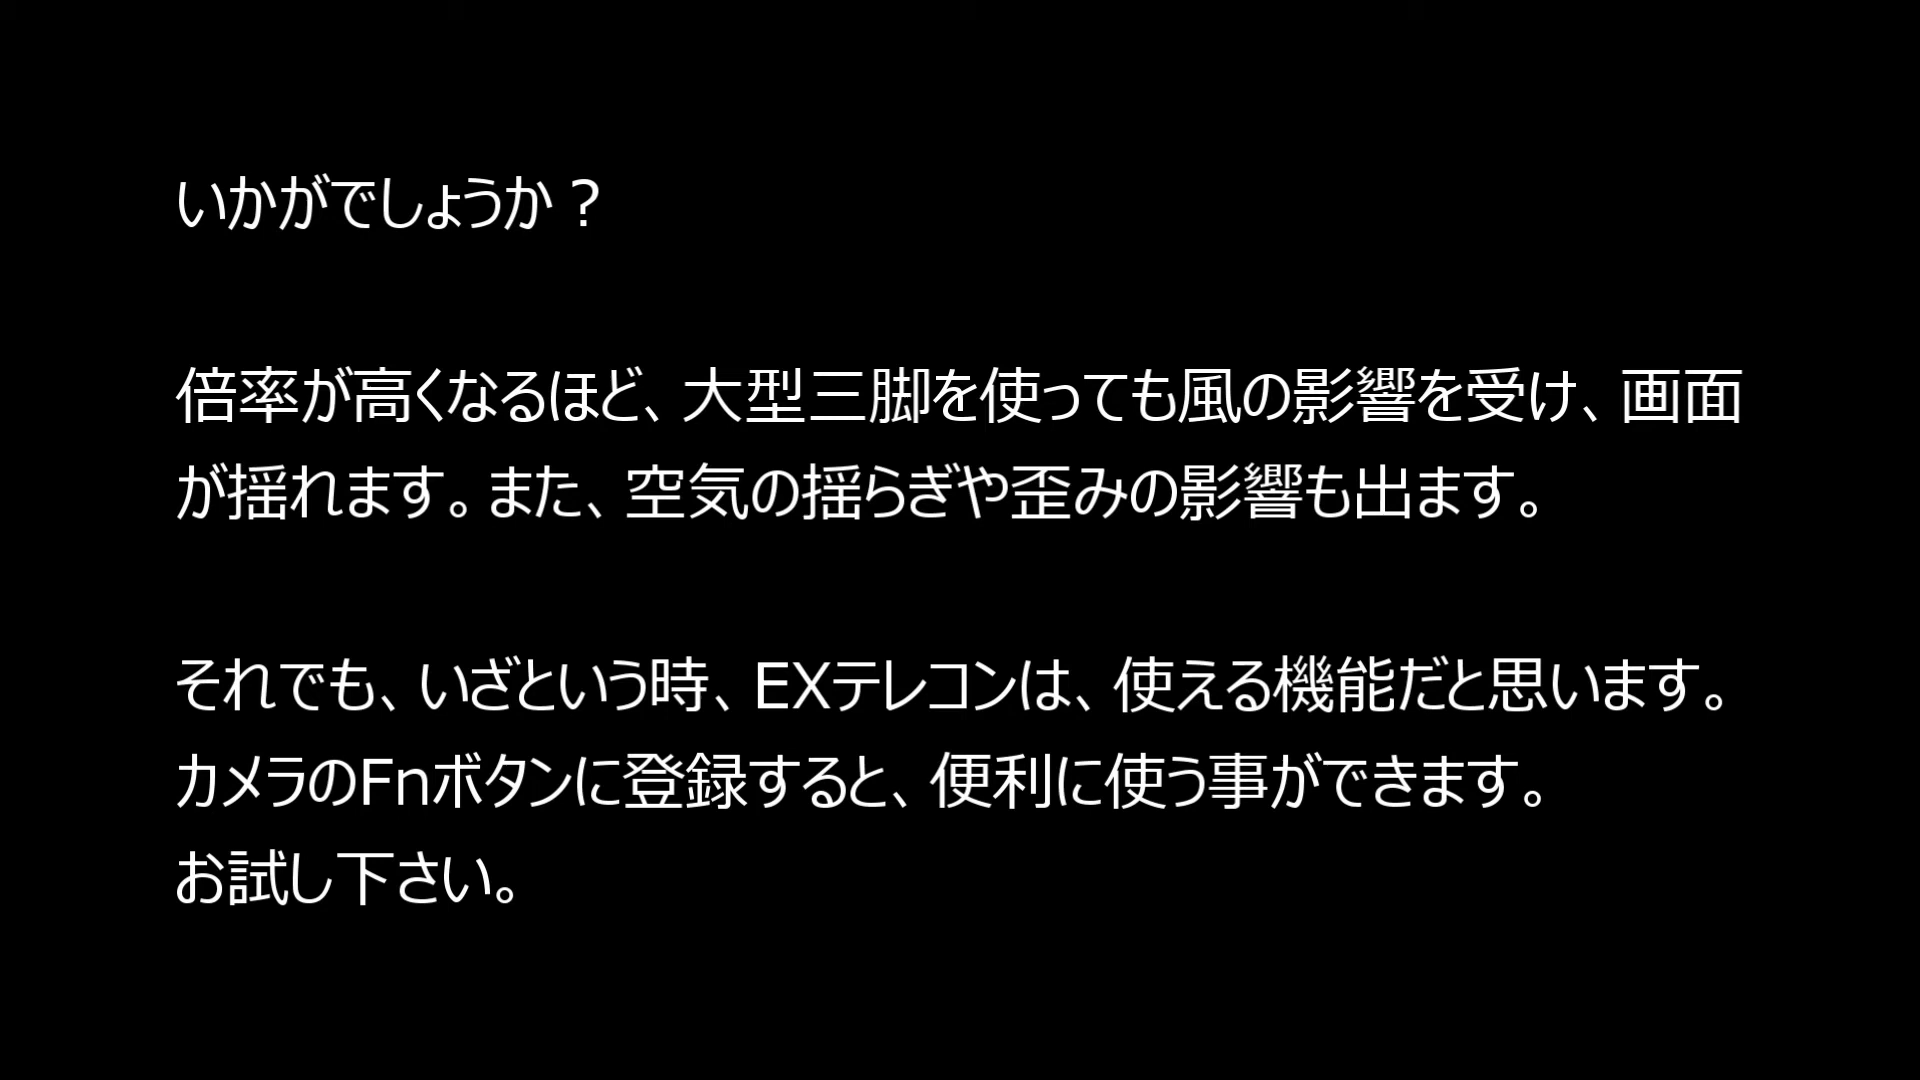 いかがでしょうか？
倍率が高くなるほど、大型三脚を使っても風の影響を受け、画面
が揺れます。また、空気の揺らぎや歪みの影響も出ます。
それでも、いざという時、EXテレコンは、使える機能だと思います。
カメラのFnボタンに登録すると、便利に使う事ができます。
お試し下さい。